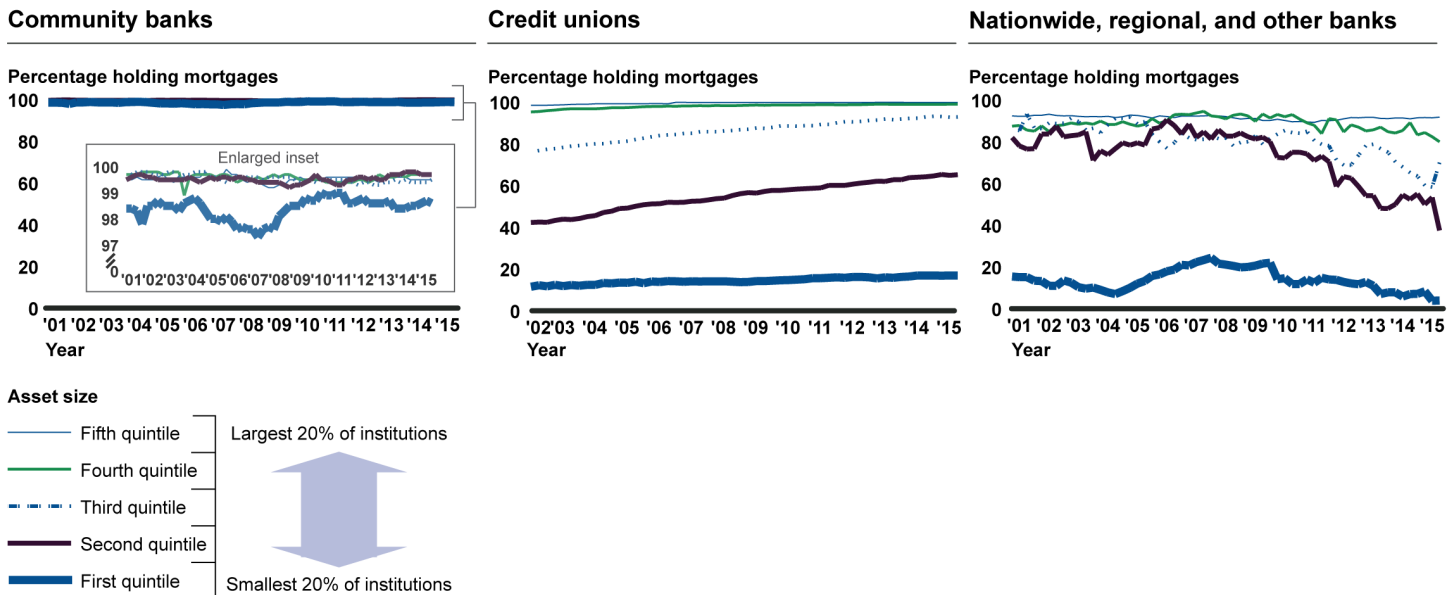 Community banks
Percentage holding mortgages
100
80
60
40
20
0
Enlarged inset
100
99
98
97
0
'01 '02 '03 '04 '05 '06 '07 '08 '09 '10 '11 '12 '13 '14 '15
'01 '02 '03 '04 '05 '06 '07 '08 '09 '10 '11 '12 '13 '14 '15
Year
Credit unions
Percentage holding mortgages
100
80
60
40
20
0
'02 '03 '04 '05 '06 '07 '08 '09 '10 '11 '12 '13 '14 '15
Year
Nationwide, regional, and other banks
Percentage holding mortgages
100
80
60
40
20
0
'01 '02 '03 '04 '05 '06 '07 '08 '09 '10 '11 '12 '13 '14 '15
Year
Asset size
Fifth quintile
Largest 20% of institutions
Fourth quintile
Third quintile
Second quintile
First quintile
Smallest 20% of institutions